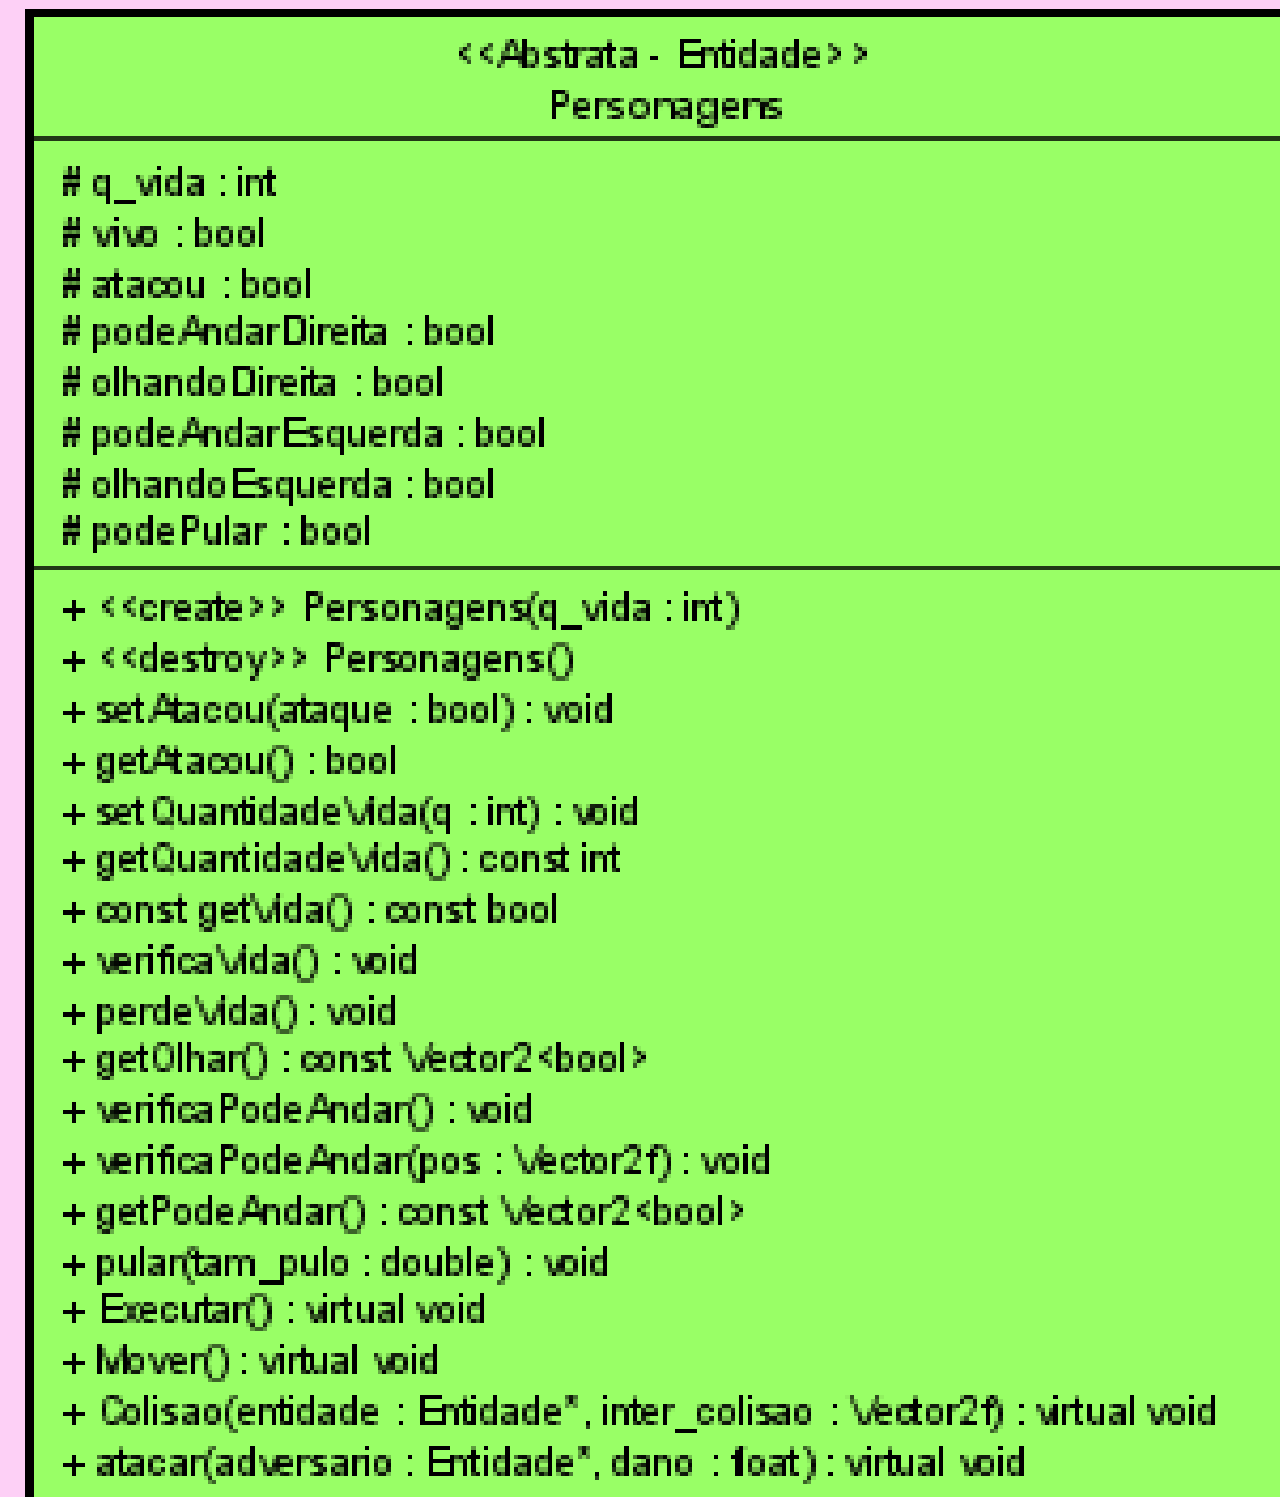 <<Abstrata - Entidade>>
Personagens
# q_vida : int
# vivo : bool
# atacou : bool
# podeAndarDireita : bool
# olhandoDireita : bool
# podeAndarEsquerda : bool
# olhandoEsquerda : bool
# podePular : bool
+ <<create>> Personagens(q_vida : int)
+ <<destroy>> Personagens()
+ setAtacou(ataque : bool) : void
+ getAtacou() : bool
+ setQuantidadeVida(q : int) : void
+ getQuantidadeVida() : const int
+ const getVida() : const bool
+ verificaVida() : void
+ perdeVida() : void
+ getOlhar() : const Vector2<bool>
+ verificaPodeAndar() : void
+ verificaPodeAndar(pos : Vector2f) : void
+ getPodeAndar() : const Vector2<bool>
+ pular(tam_pulo : double) : void
+ Executar() : virtual void
+ Mover() : virtual void
+ Colisao(entidade : Entidade*, inter_colisao : Vector2f) : virtual void
+ atacar(adversario : Entidade*, dano : float) : virtual void